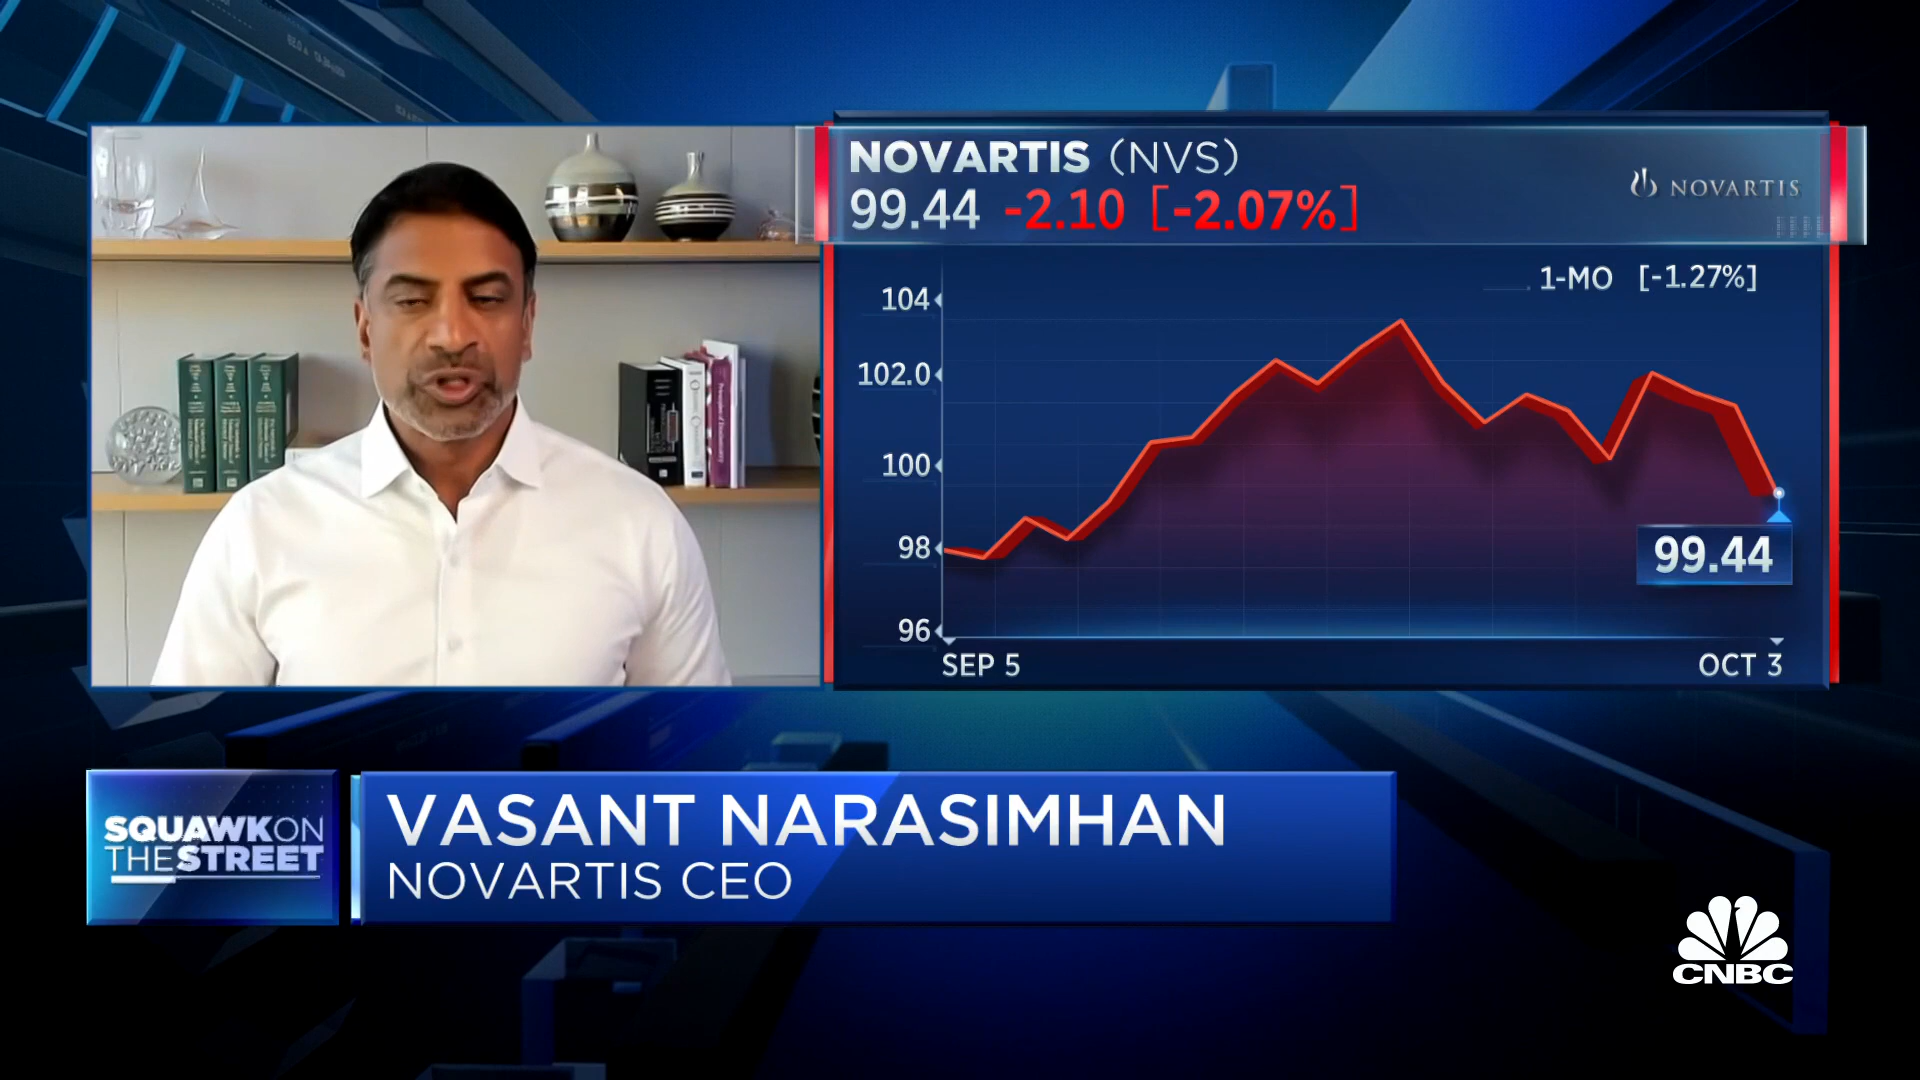 NOVARTIS (NVS)
99.44 -2.10 [-2.07%]
NOVARTIS
1-MO [-1.27%]
104
102.0
100
98
96
99.44
SEP 5
OCT 3
SQUAWK ON
THE STREET
VASANT NARASIMHAN
NOVARTIS CEO
CNBC